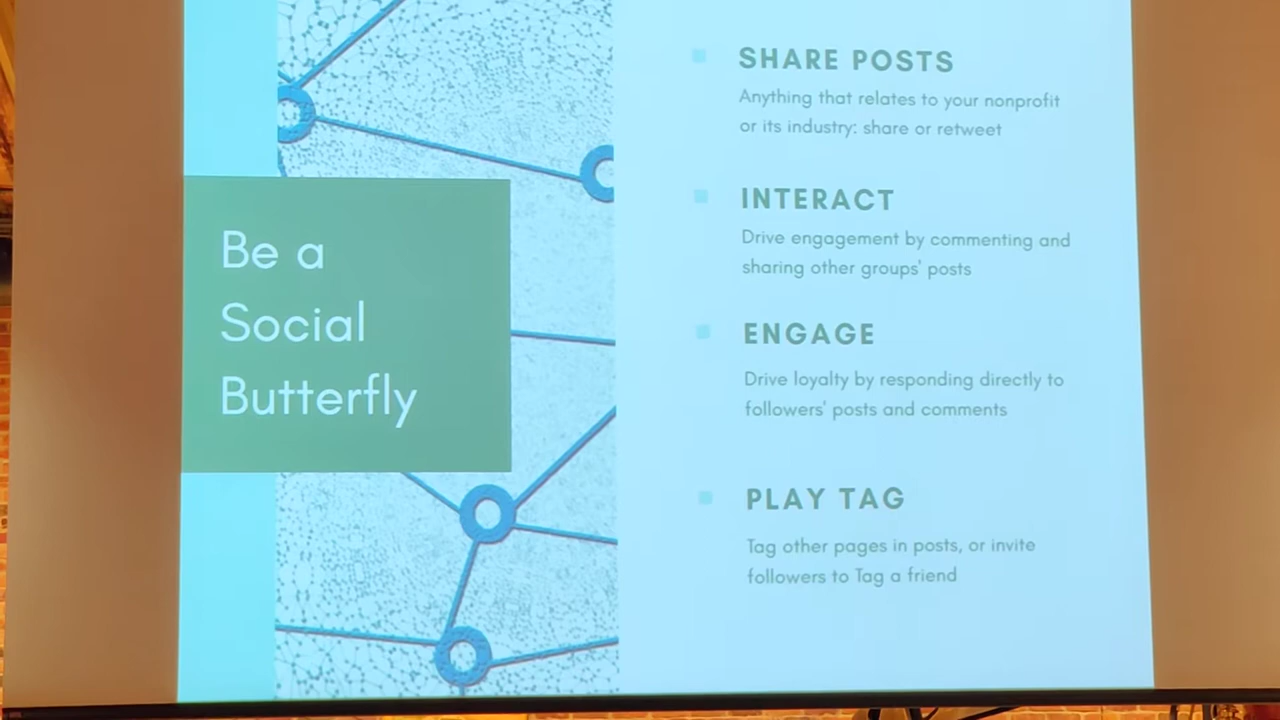 Be a
Social
Butterfly
SHARE POSTS
Anything that relates to your nonprofit
or its industry: share or retweet
INTERACT
Drive engagement by commenting and
sharing other groups' posts
ENGAGE
Drive loyalty by responding directly to
followers' posts and comments
PLAY TAG
Tag other pages in posts, or invite
followers to Tag a friend